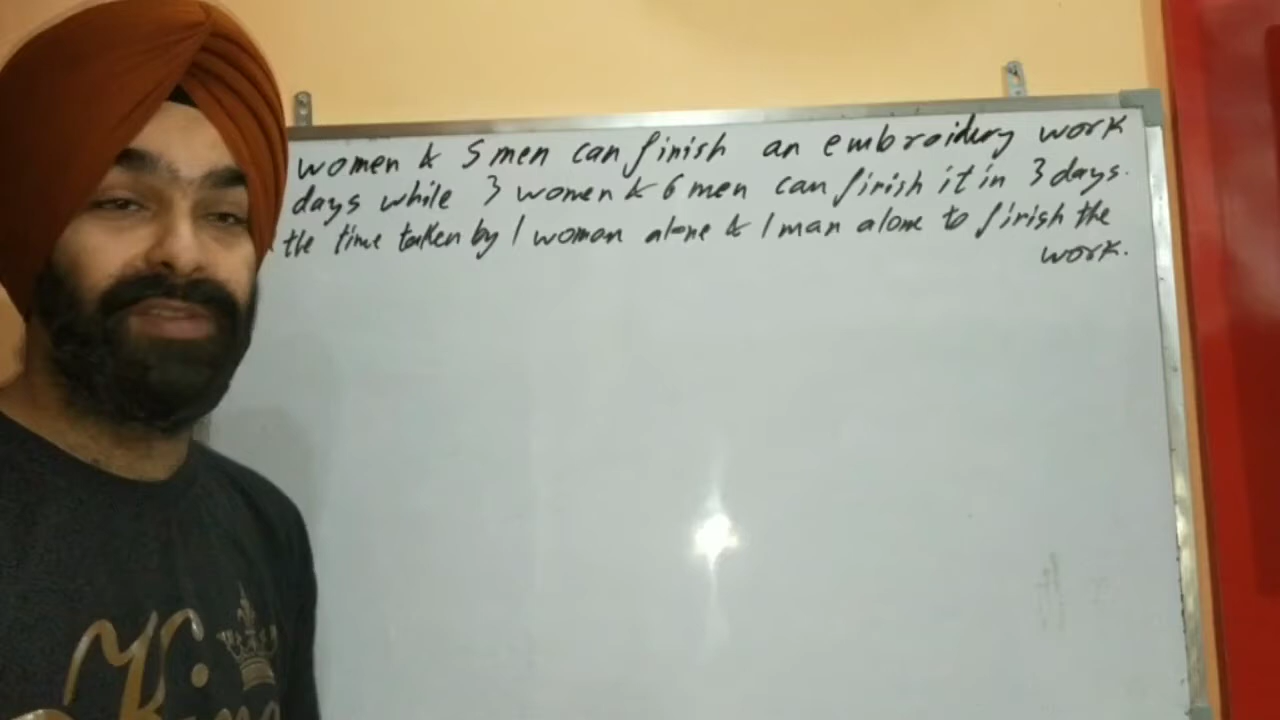 women & 5 men can finish an embroidery work
days while 3 women & 6 men can finish it in 3 days.
the time taken by 1 woman alone & 1 man alone to finish the
work.
King